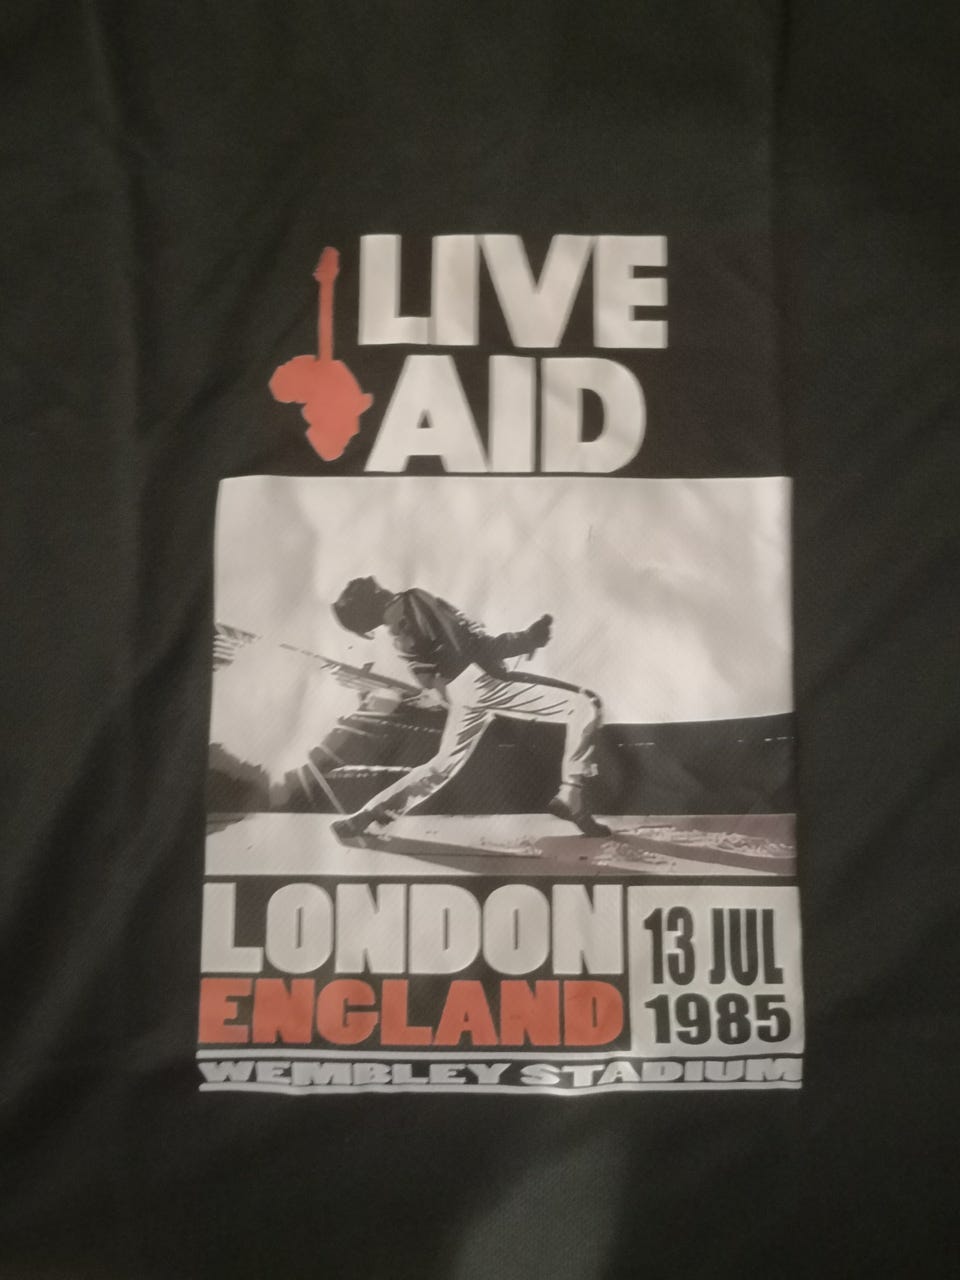 LIVE
AID
LONDON
ENGLAND
13 JUL
1985
WEMBLEY STADIUM